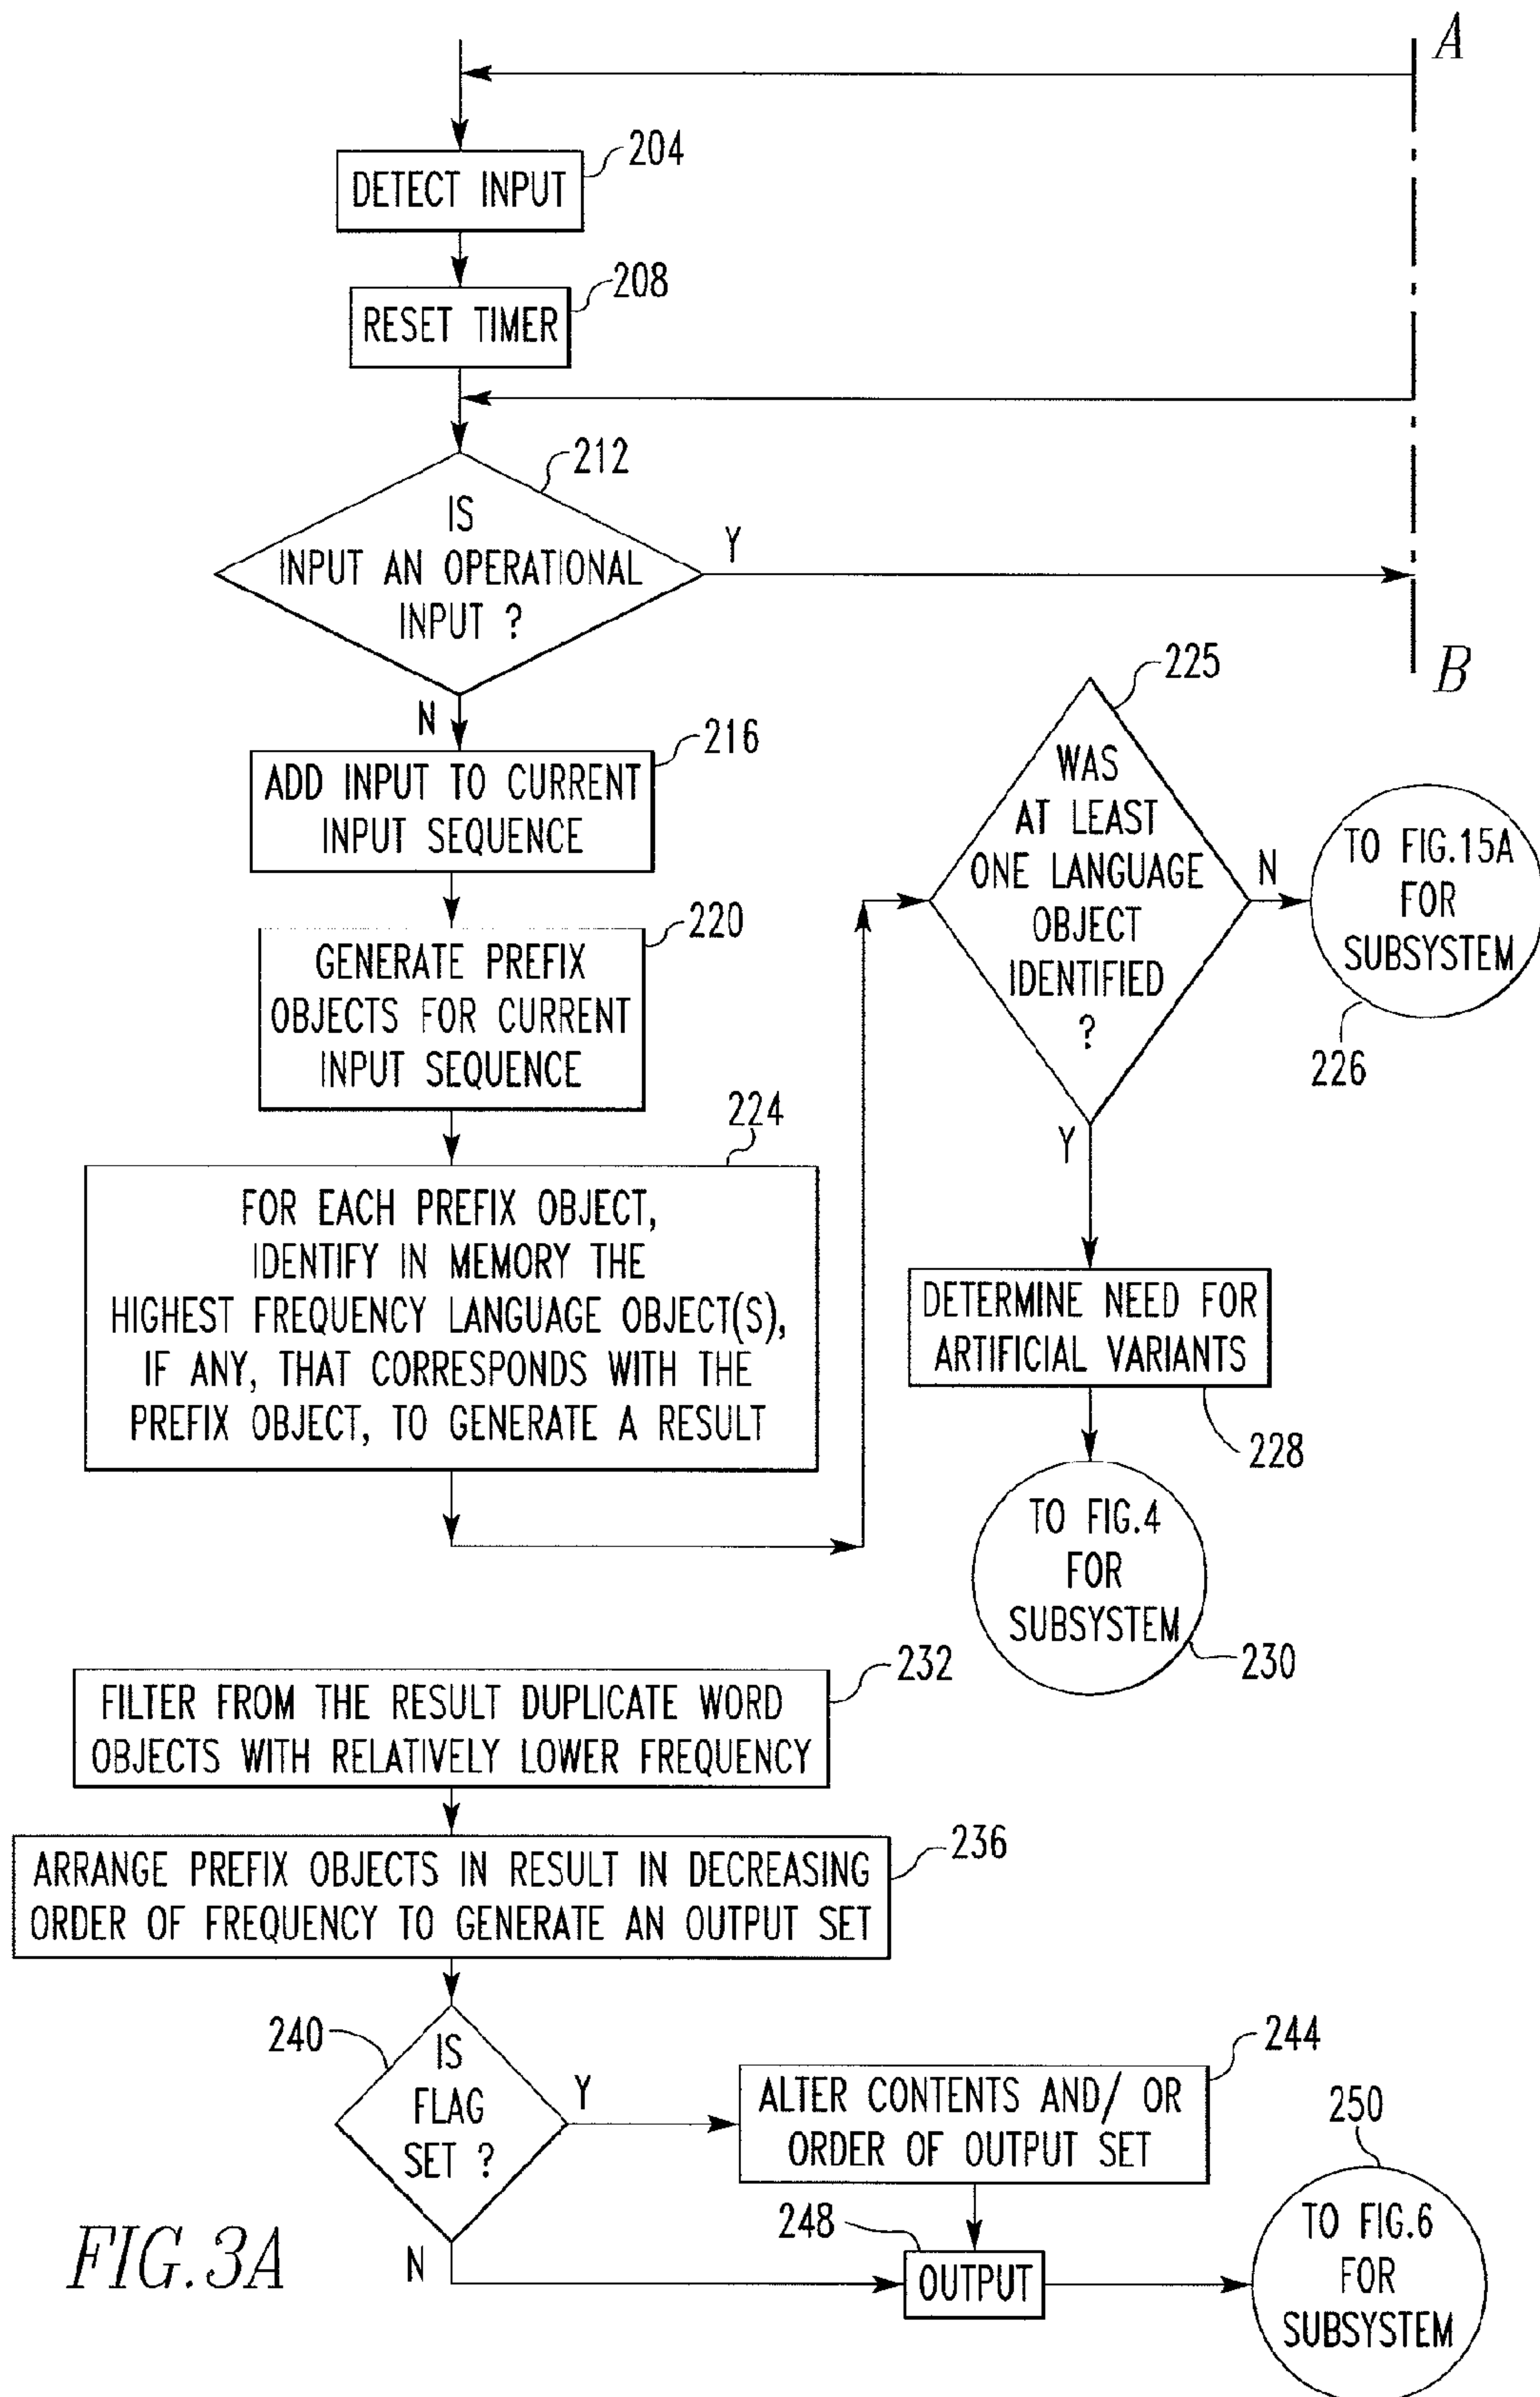 A
204
DETECT INPUT
208
RESET TIMER
212
IS
INPUT AN OPERATIONAL
INPUT ?
Y
N
B
216
ADD INPUT TO CURRENT
INPUT SEQUENCE
220
GENERATE PREFIX
OBJECTS FOR CURRENT
INPUT SEQUENCE
224
FOR EACH PREFIX OBJECT,
IDENTIFY IN MEMORY THE
HIGHEST FREQUENCY LANGUAGE OBJECT(S),
IF ANY, THAT CORRESPONDS WITH THE
PREFIX OBJECT, TO GENERATE A RESULT
225
WAS
AT LEAST
ONE LANGUAGE
OBJECT
IDENTIFIED
?
N
TO FIG.15A
FOR
SUBSYSTEM
226
Y
DETERMINE NEED FOR
ARTIFICIAL VARIANTS
228
TO FIG.4
FOR
SUBSYSTEM
230
232
FILTER FROM THE RESULT DUPLICATE WORD
OBJECTS WITH RELATIVELY LOWER FREQUENCY
236
ARRANGE PREFIX OBJECTS IN RESULT IN DECREASING
ORDER OF FREQUENCY TO GENERATE AN OUTPUT SET
240
IS
FLAG
SET ?
Y
N
244
ALTER CONTENTS AND/ OR
ORDER OF OUTPUT SET
248
OUTPUT
250
TO FIG.6
FOR
SUBSYSTEM
FIG.3A